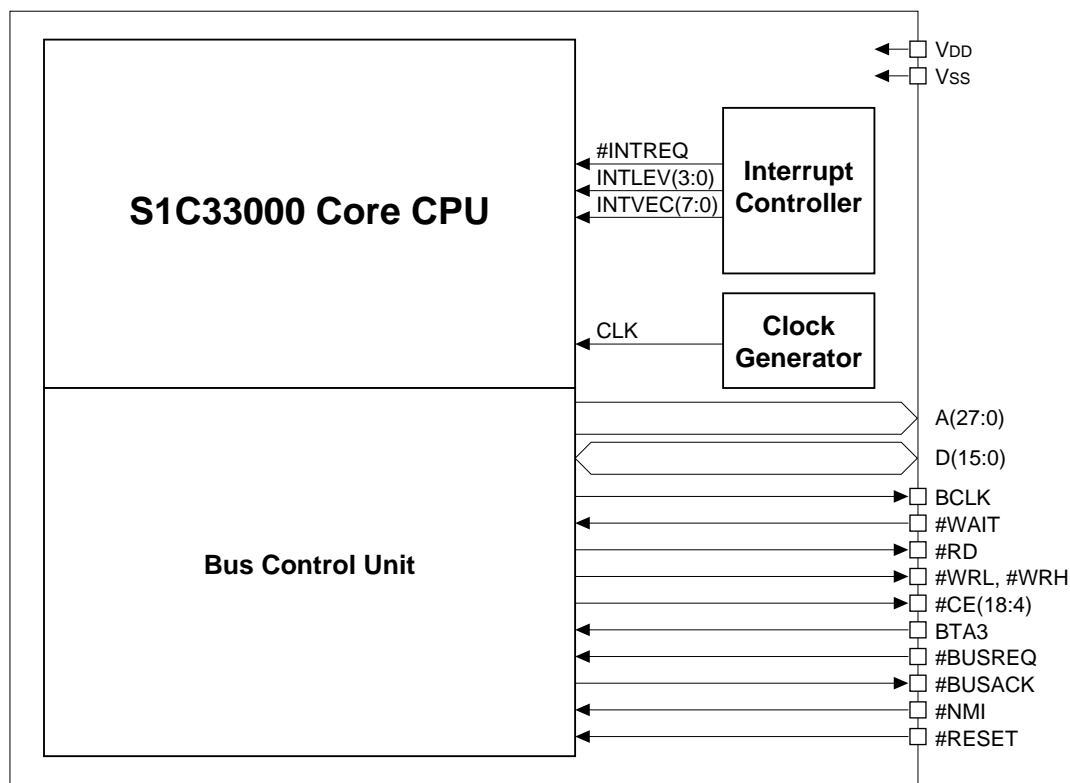 VDD
VSS
S1C33000 Core CPU
#INTREQ
INTLEV(3:0)
INTVEC(7:0)
Interrupt
Controller
CLK
Clock
Generator
Bus Control Unit
A(27:0)
D(15:0)
BCLK
#WAIT
#RD
#WRL, #WRH
#CE(18:4)
BTA3
#BUSREQ
#BUSACK
#NMI
#RESET